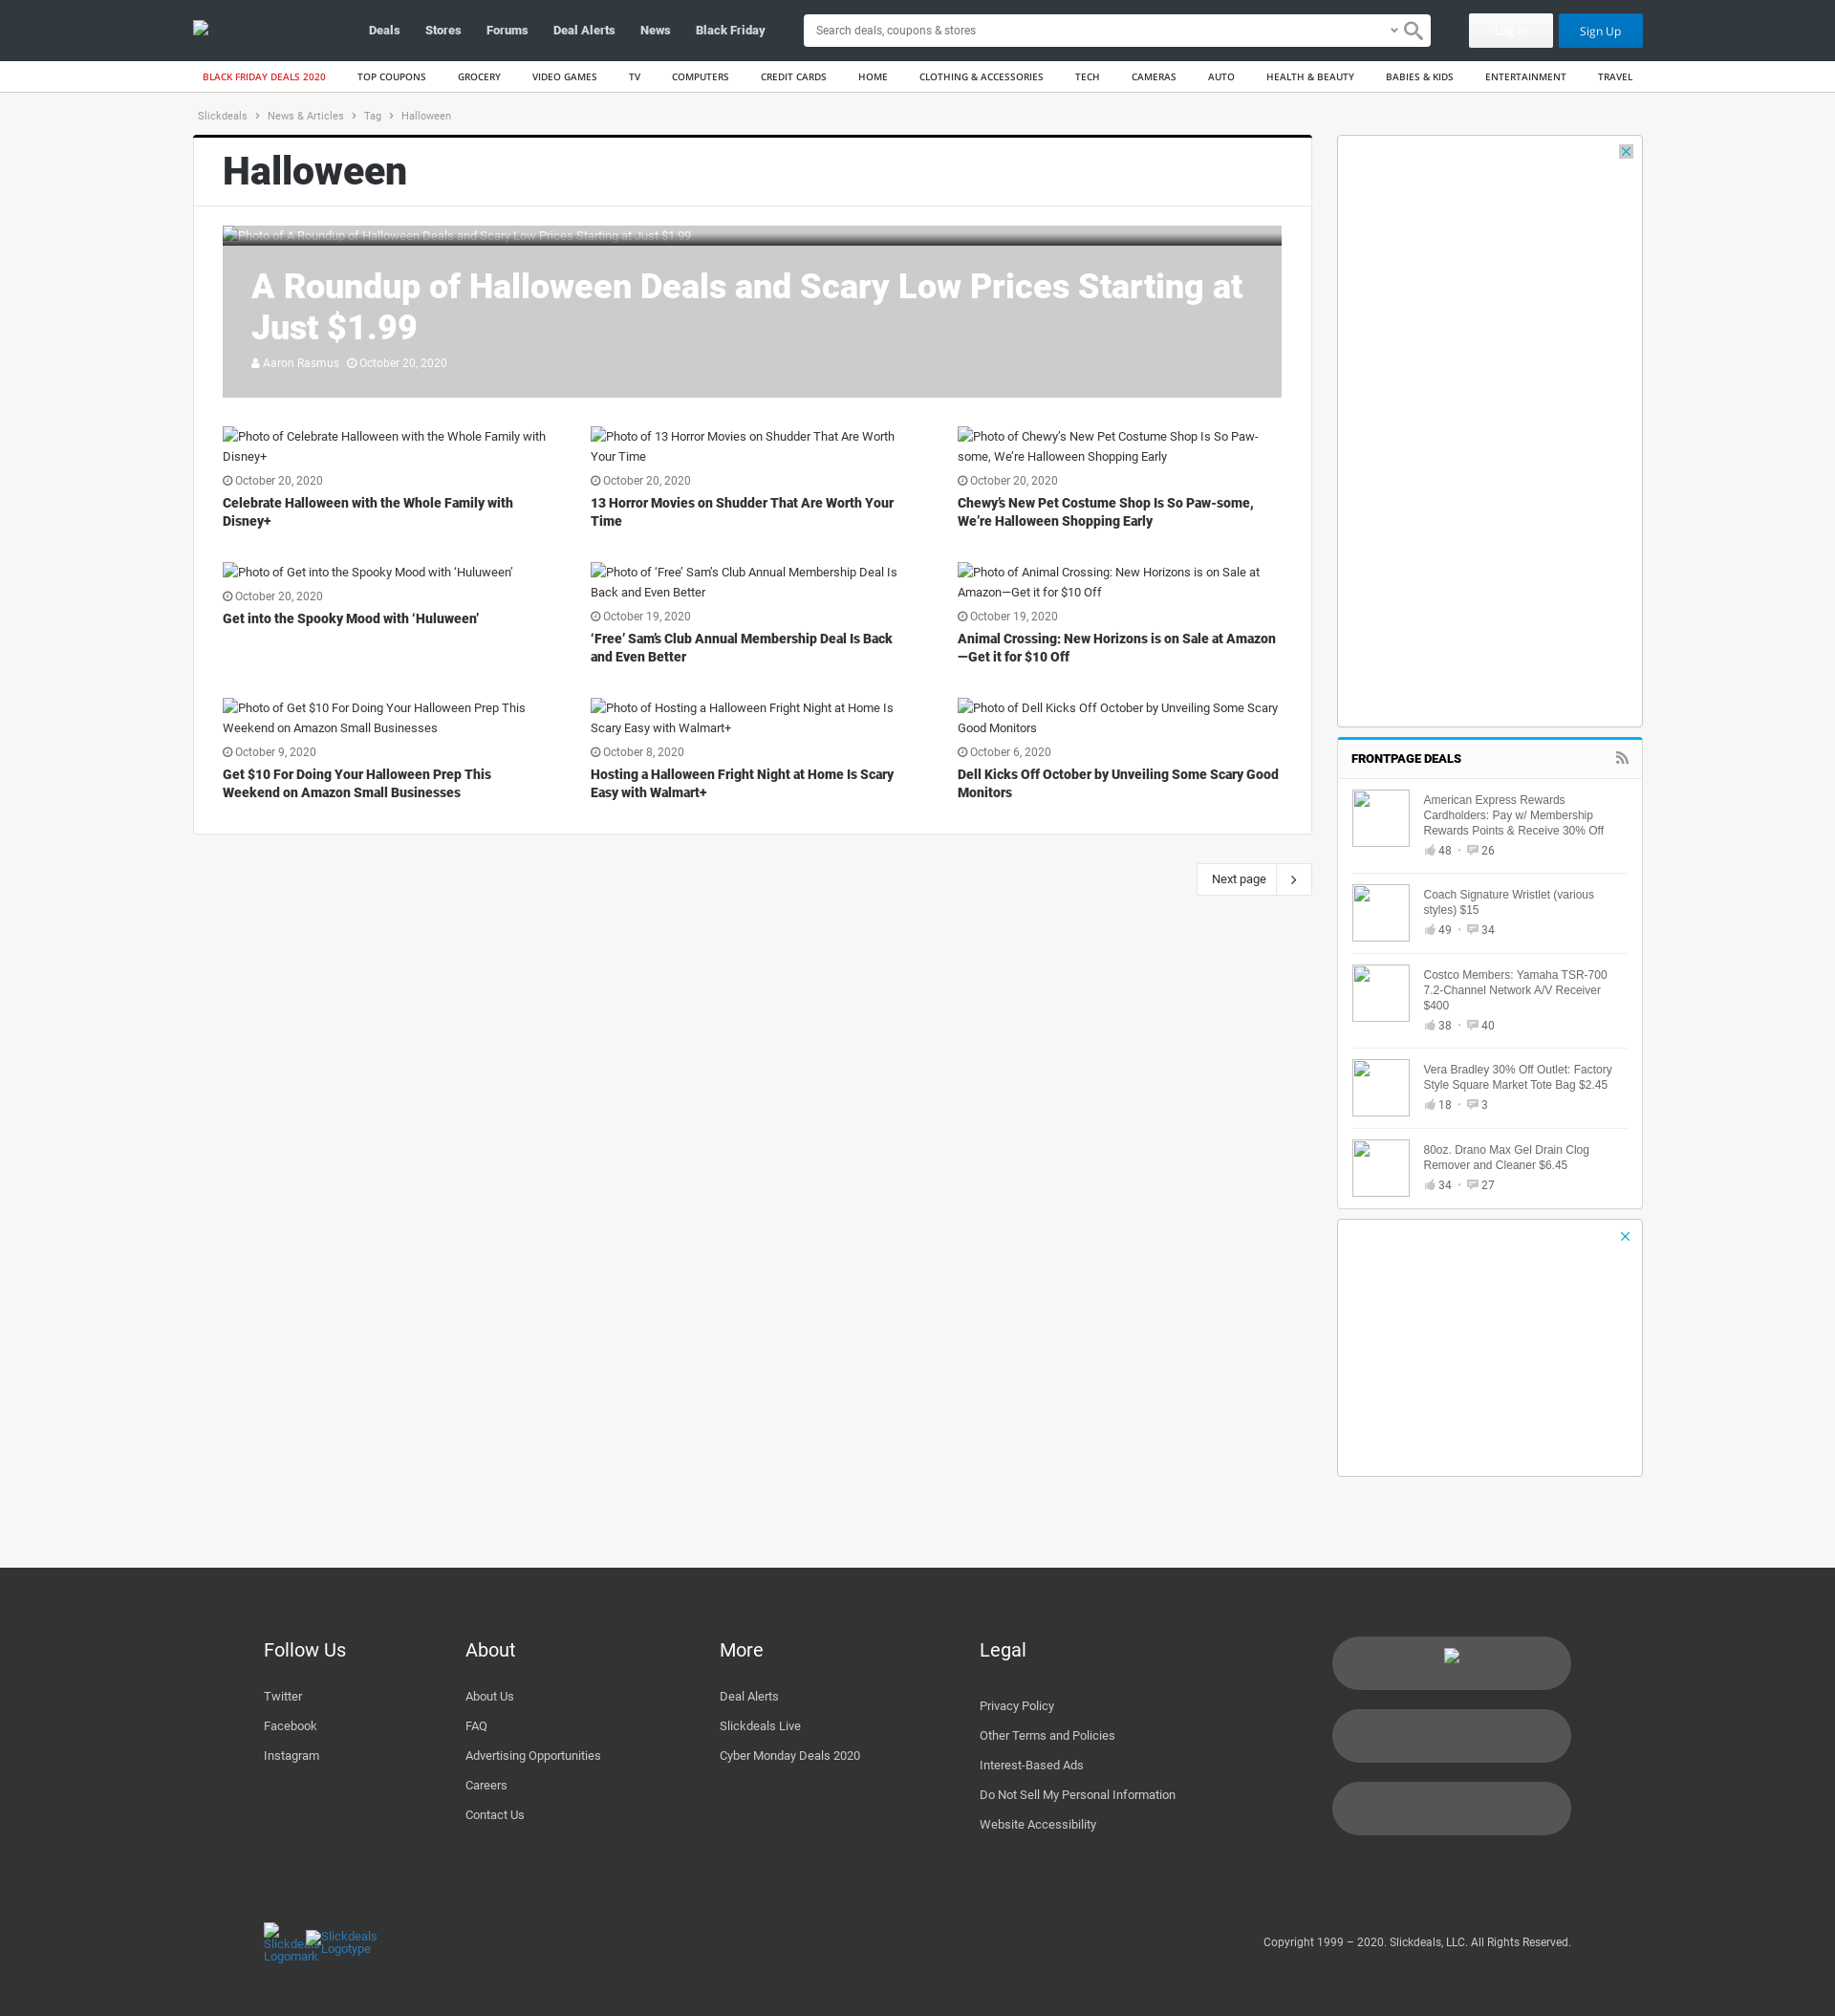 Deals Stores Forums Deal Alerts News Black Friday
Search deals, coupons & stores
Log In
Sign Up
BLACK FRIDAY DEALS 2020 TOP COUPONS GROCERY VIDEO GAMES TV COMPUTERS CREDIT CARDS HOME CLOTHING & ACCESSORIES TECH CAMERAS AUTO HEALTH & BEAUTY BABIES & KIDS ENTERTAINMENT TRAVEL
Slickdeals > News & Articles > Tag > Halloween
Halloween
Photo of A Roundup of Halloween Deals and Scary Low Prices Starting at Just $1.99
A Roundup of Halloween Deals and Scary Low Prices Starting at
Just $1.99
Aaron Rasmus October 20, 2020
Photo of Celebrate Halloween with the Whole Family with
Disney+
October 20, 2020
Celebrate Halloween with the Whole Family with
Disney+
Photo of 13 Horror Movies on Shudder That Are Worth
Your Time
October 20, 2020
13 Horror Movies on Shudder That Are Worth Your
Time
Photo of Chewy’s New Pet Costume Shop Is So Paw-
some, We’re Halloween Shopping Early
October 20, 2020
Chewy’s New Pet Costume Shop Is So Paw-some,
We’re Halloween Shopping Early
Photo of Get into the Spooky Mood with ‘Huluween’
October 20, 2020
Get into the Spooky Mood with ‘Huluween’
Photo of ‘Free’ Sam’s Club Annual Membership Deal Is
Back and Even Better
October 19, 2020
‘Free’ Sam’s Club Annual Membership Deal Is Back
and Even Better
Photo of Animal Crossing: New Horizons is on Sale at
Amazon—Get it for $10 Off
October 19, 2020
Animal Crossing: New Horizons is on Sale at Amazon
—Get it for $10 Off
Photo of Get $10 For Doing Your Halloween Prep This
Weekend on Amazon Small Businesses
October 9, 2020
Get $10 For Doing Your Halloween Prep This
Weekend on Amazon Small Businesses
Photo of Hosting a Halloween Fright Night at Home Is
Scary Easy with Walmart+
October 8, 2020
Hosting a Halloween Fright Night at Home Is Scary
Easy with Walmart+
Photo of Dell Kicks Off October by Unveiling Some Scary
Good Monitors
October 6, 2020
Dell Kicks Off October by Unveiling Some Scary Good
Monitors
Next page
FRONTPAGE DEALS
American Express Rewards
Cardholders: Pay w/ Membership
Rewards Points & Receive 30% Off
48 • 26
Coach Signature Wristlet (various
styles) $15
49 • 34
Costco Members: Yamaha TSR-700
7.2-Channel Network A/V Receiver
$400
38 • 40
Vera Bradley 30% Off Outlet: Factory
Style Square Market Tote Bag $2.45
18 • 3
80oz. Drano Max Gel Drain Clog
Remover and Cleaner $6.45
34 • 27
Follow Us
Twitter
Facebook
Instagram
About
About Us
FAQ
Advertising Opportunities
Careers
Contact Us
More
Deal Alerts
Slickdeals Live
Cyber Monday Deals 2020
Legal
Privacy Policy
Other Terms and Policies
Interest-Based Ads
Do Not Sell My Personal Information
Website Accessibility
Slickdeals
Logomark
Slickdeals
Logotype
Copyright 1999 – 2020. Slickdeals, LLC. All Rights Reserved.